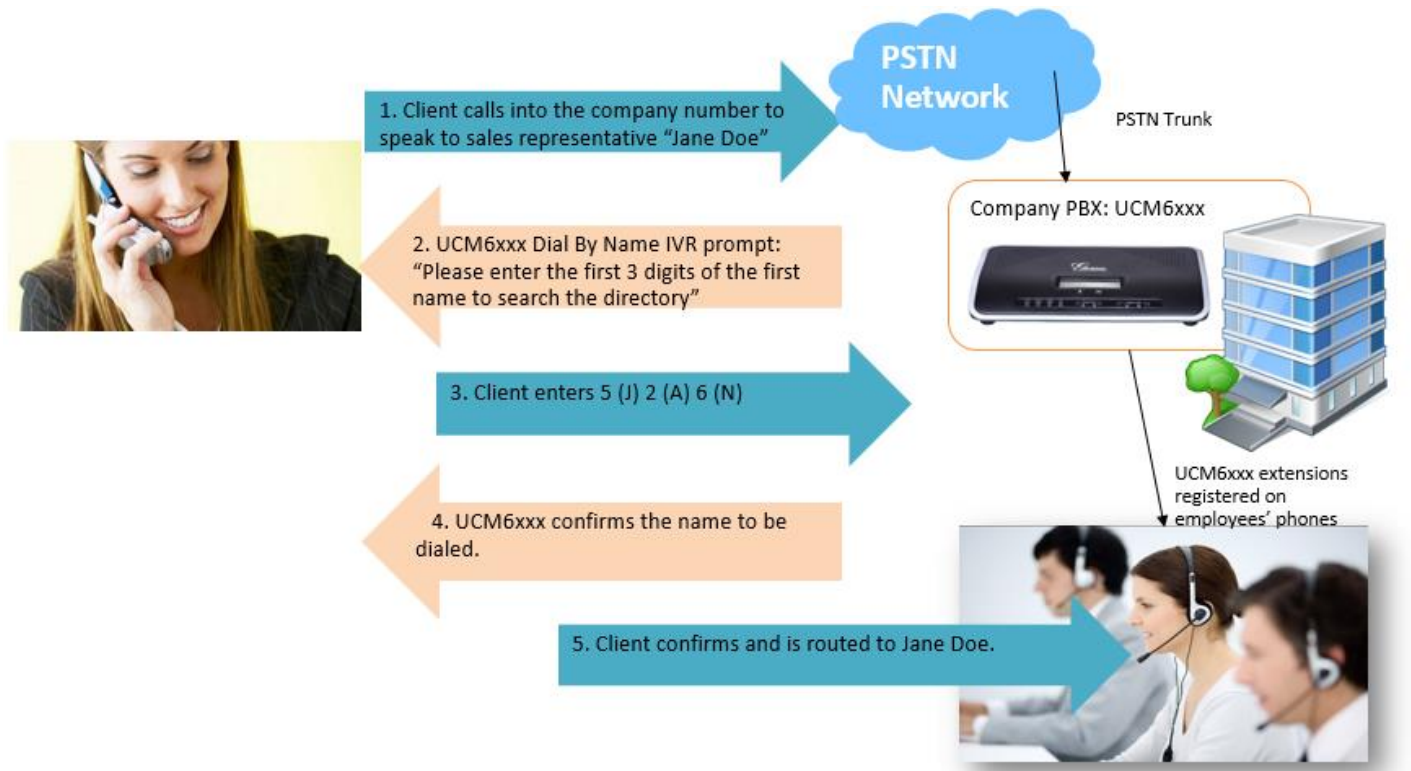 PSTN
Network
1. Client calls into the company number to
speak to sales representative “Jane Doe”
PSTN Trunk
Company PBX: UCM6xxx
2. UCM6xxx Dial By Name IVR prompt:
“Please enter the first 3 digits of the first
name to search the directory”
3. Client enters 5 (J) 2 (A) 6 (N)
UCM6xxx extensions
registered on
employees’ phones
4. UCM6xxx confirms the name to be
dialed.
5. Client confirms and is routed to Jane Doe.